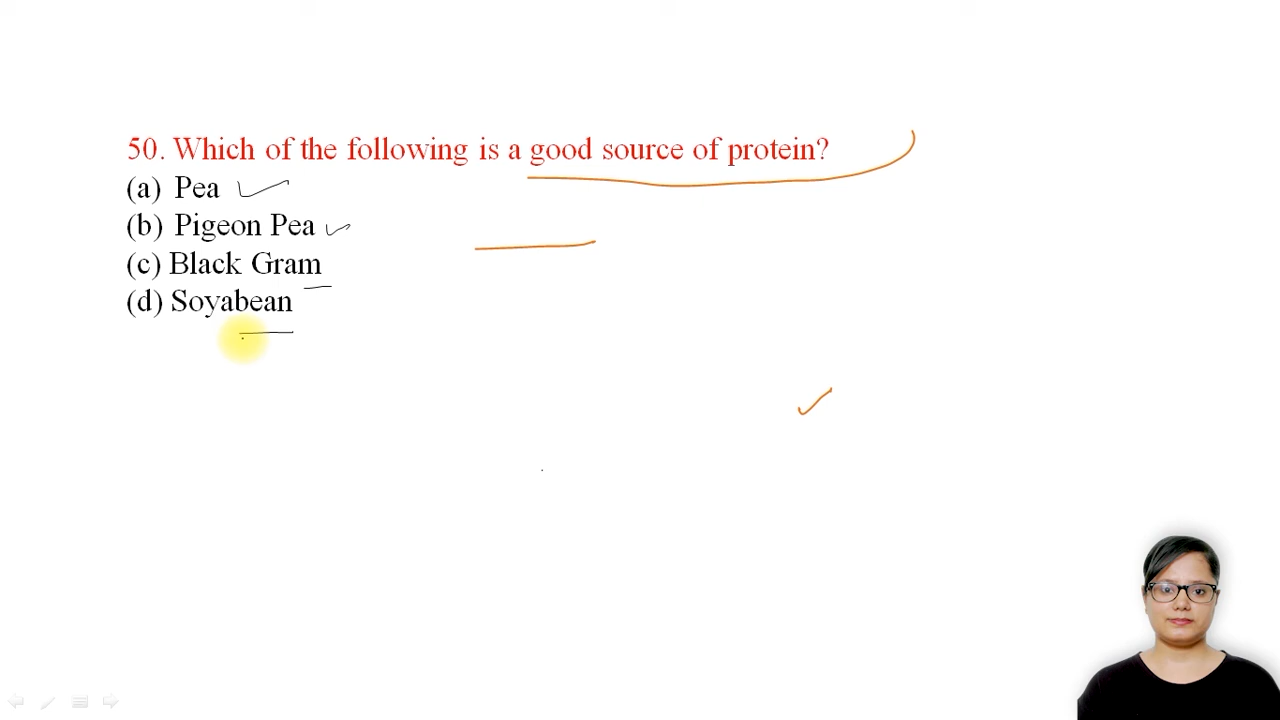 50. Which of the following is a good source of protein?
(a) Pea
(b) Pigeon Pea
(c) Black Gram
(d) Soyabean